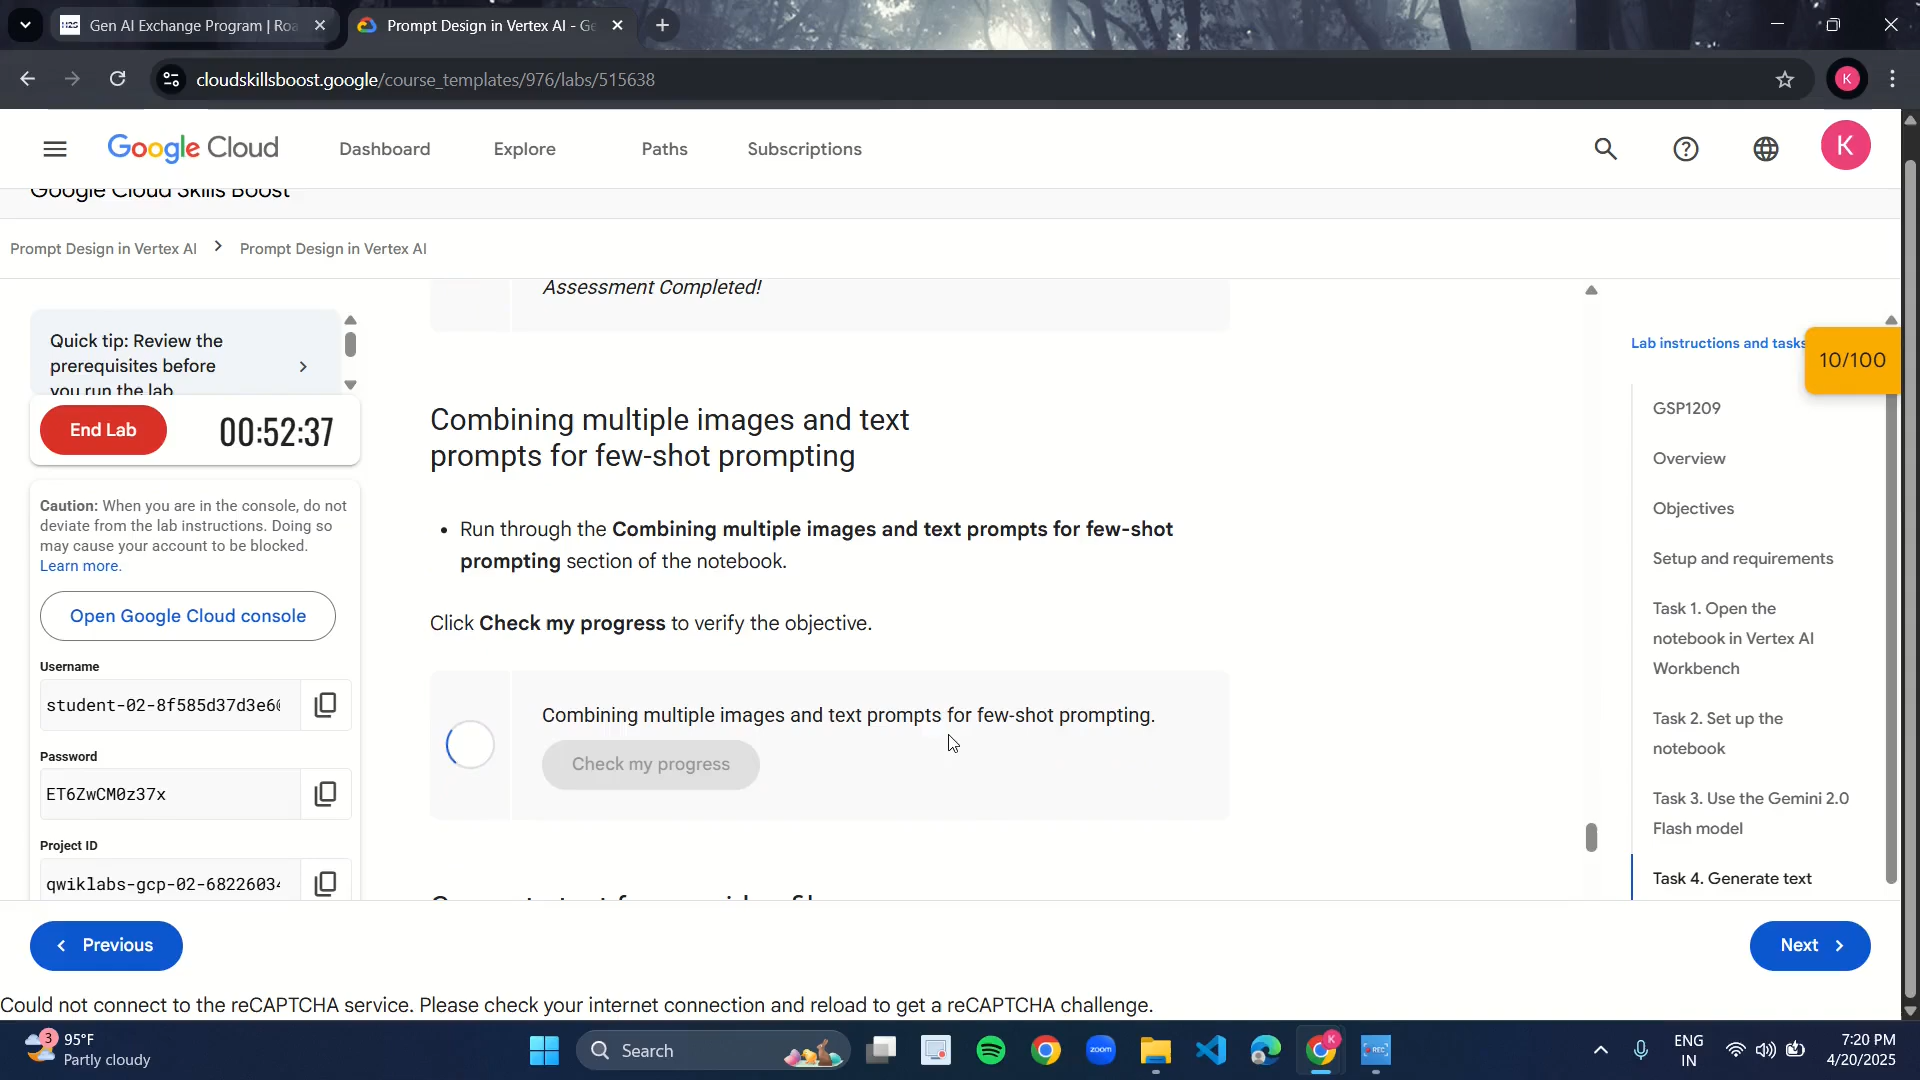 Gen AI Exchange Program | Roa
Prompt Design in Vertex AI - Ge
cloudskillsboost.google/course_templates/976/labs/515638
K
Google Cloud
Dashboard
Explore
Paths
Subscriptions
K
Google Cloud Skills Boost
Prompt Design in Vertex AI
Prompt Design in Vertex AI
Quick tip: Review the
prerequisites before
you run the lab
End Lab
00:52:37
Caution: When you are in the console, do not
deviate from the lab instructions. Doing so
may cause your account to be blocked.
Learn more.
Open Google Cloud console
Username
student-02-8f585d37d3e6
Password
ET6ZwCM0z37x
Project ID
qwiklabs-gcp-02-6822603
Assessment Completed!
Combining multiple images and text
prompts for few-shot prompting
• Run through the Combining multiple images and text prompts for few-shot
prompting section of the notebook.
Click Check my progress to verify the objective.
Combining multiple images and text prompts for few-shot prompting.
Check my progress
Lab instructions and tasks
10/100
GSP1209
Overview
Objectives
Setup and requirements
Task 1. Open the
notebook in Vertex AI
Workbench
Task 2. Set up the
notebook
Task 3. Use the Gemini 2.0
Flash model
Task 4. Generate text
Previous
Next
Could not connect to the reCAPTCHA service. Please check your internet connection and reload to get a reCAPTCHA challenge.
3
95°F
Partly cloudy
Search
zoom
K
REC
ENG
IN
7:20 PM
4/20/2025